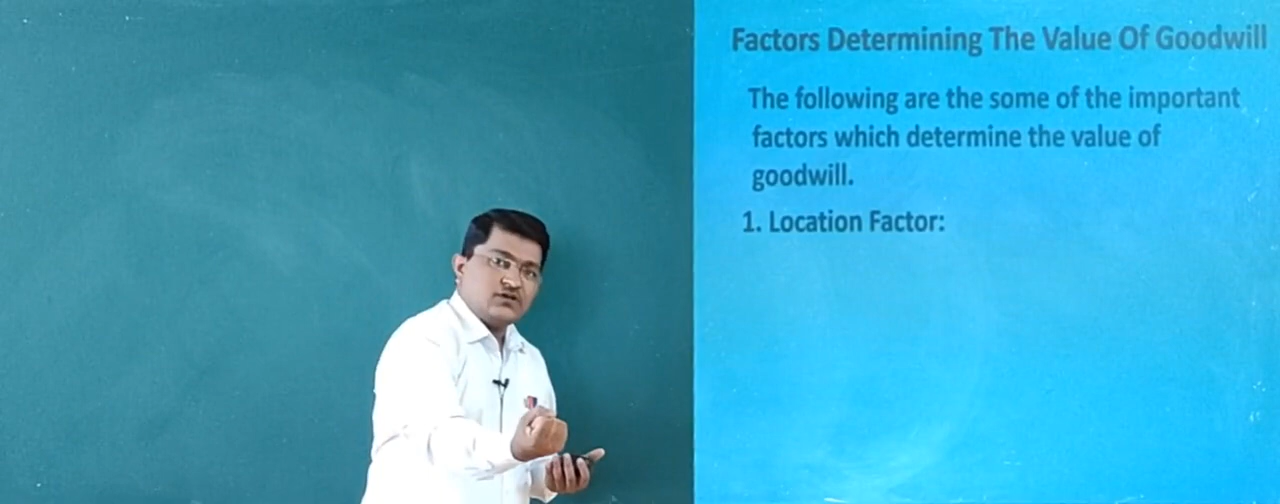 Factors Determining The Value Of Goodwill
The following are the some of the important
factors which determine the value of
goodwill.
1. Location Factor: